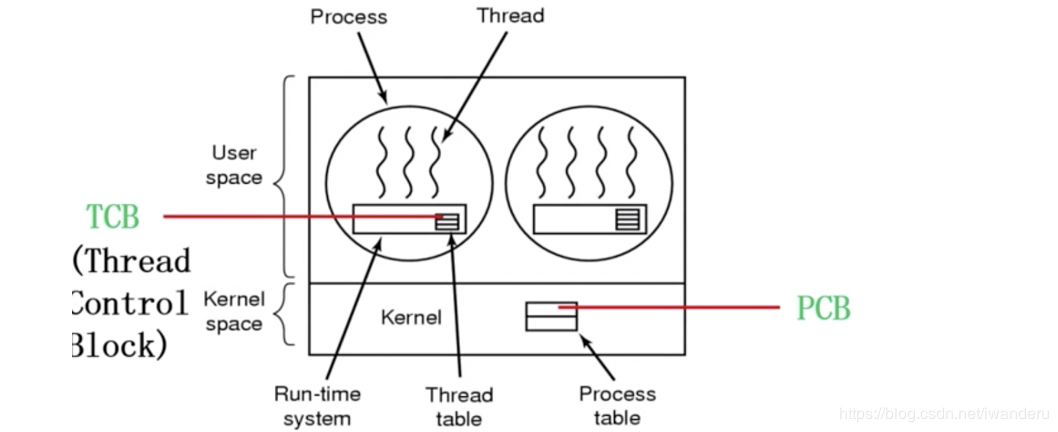 Process
Thread
User
space
TCB
(Thread
Control
Block)
Kernel
space
Kernel
PCB
Run-time
system
Thread
table
Process
table
https://blog.csdn.net/iwanderu